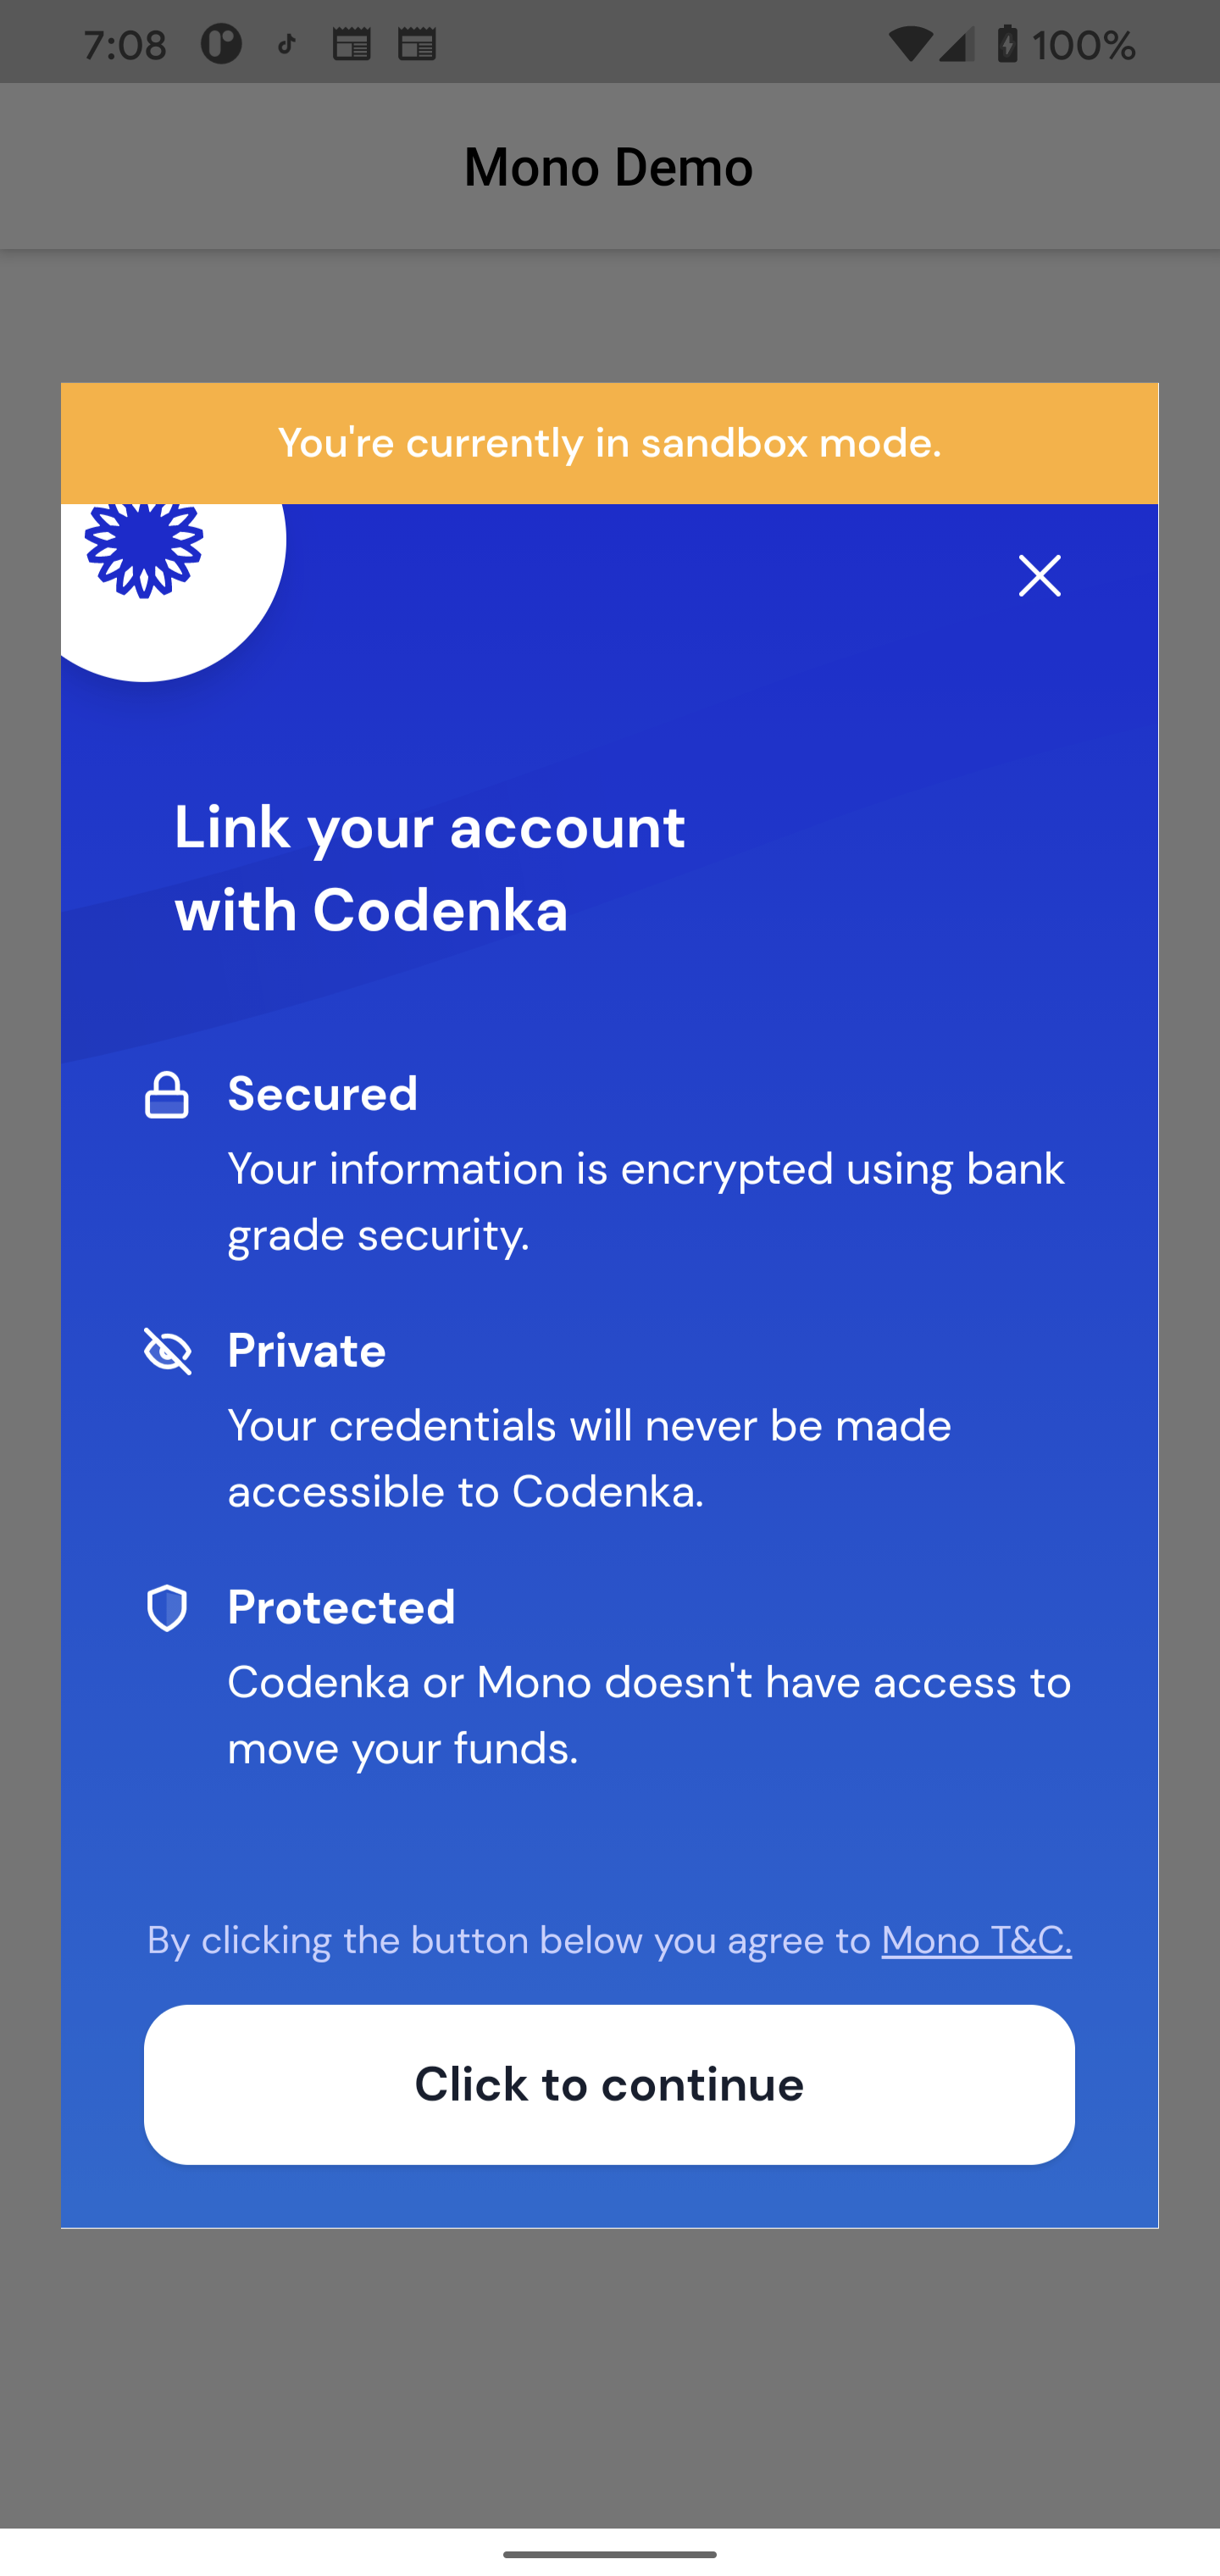 7:08
100%
Mono Demo
You're currently in sandbox mode.
Link your account
with Codenka
Secured
Your information is encrypted using bank
grade security.
Private
Your credentials will never be made
accessible to Codenka.
Protected
Codenka or Mono doesn't have access to
move your funds.
By clicking the button below you agree to Mono T&C.
Click to continue